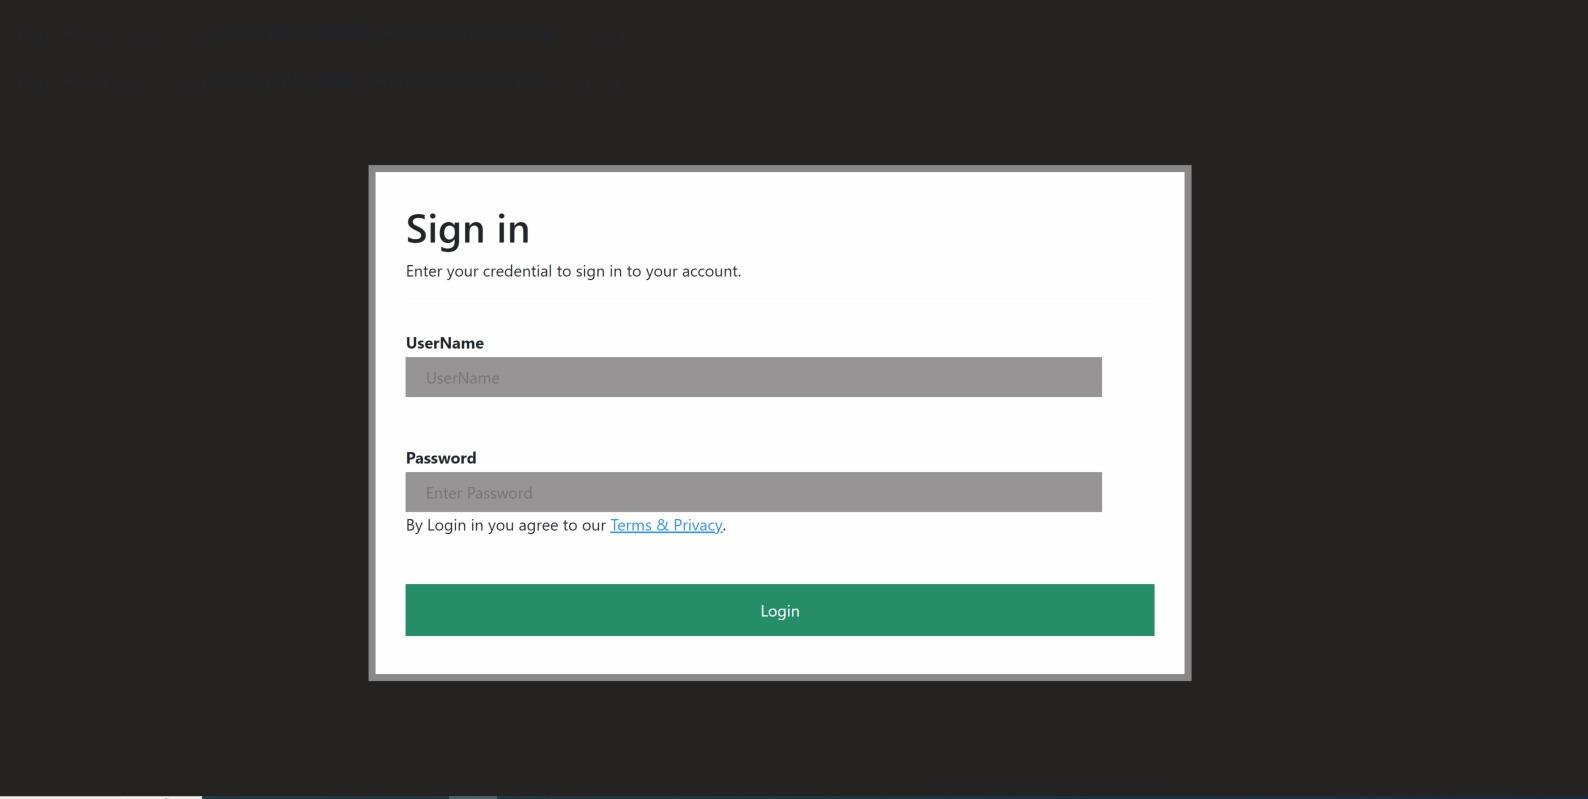 Sign in
Enter your credential to sign in to your account.
UserName
UserName
Password
Enter Password
By Login in you agree to our Terms & Privacy.
Login